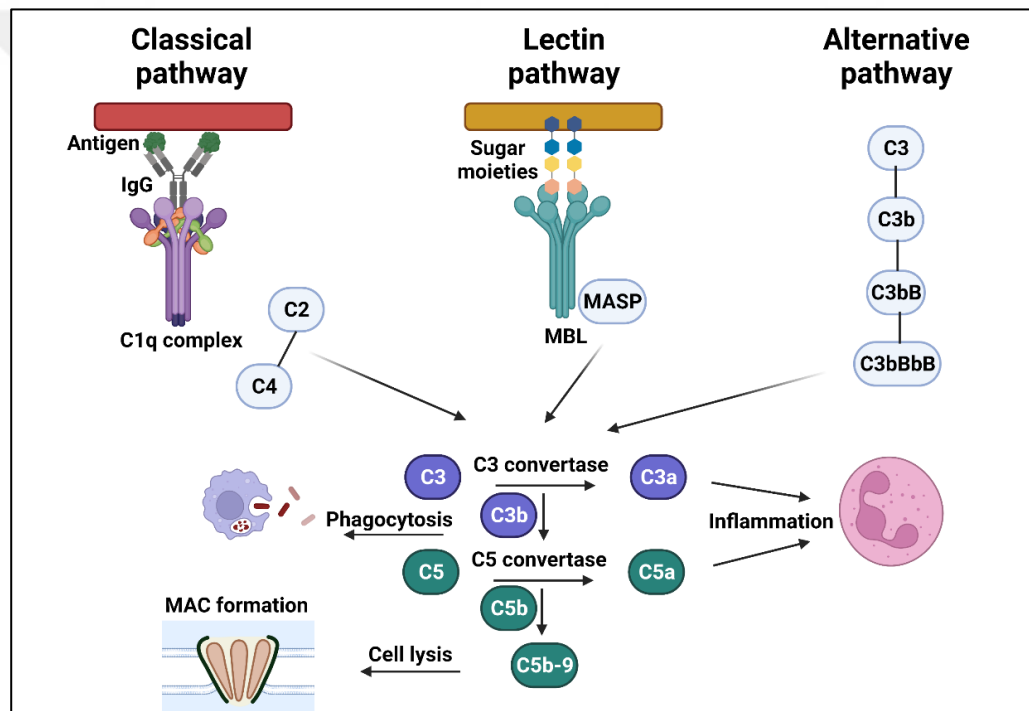 Classical
pathway
Lectin
pathway
Alternative
pathway
Antigen
IgG
C1q complex
C2
C4
Sugar
moieties
MASP
MBL
C3
C3b
C3bB
C3bBbB
C3
C3 convertase
C3a
C3b
Phagocytosis
Inflammation
C5
C5 convertase
C5a
C5b
MAC formation
Cell lysis
C5b-9